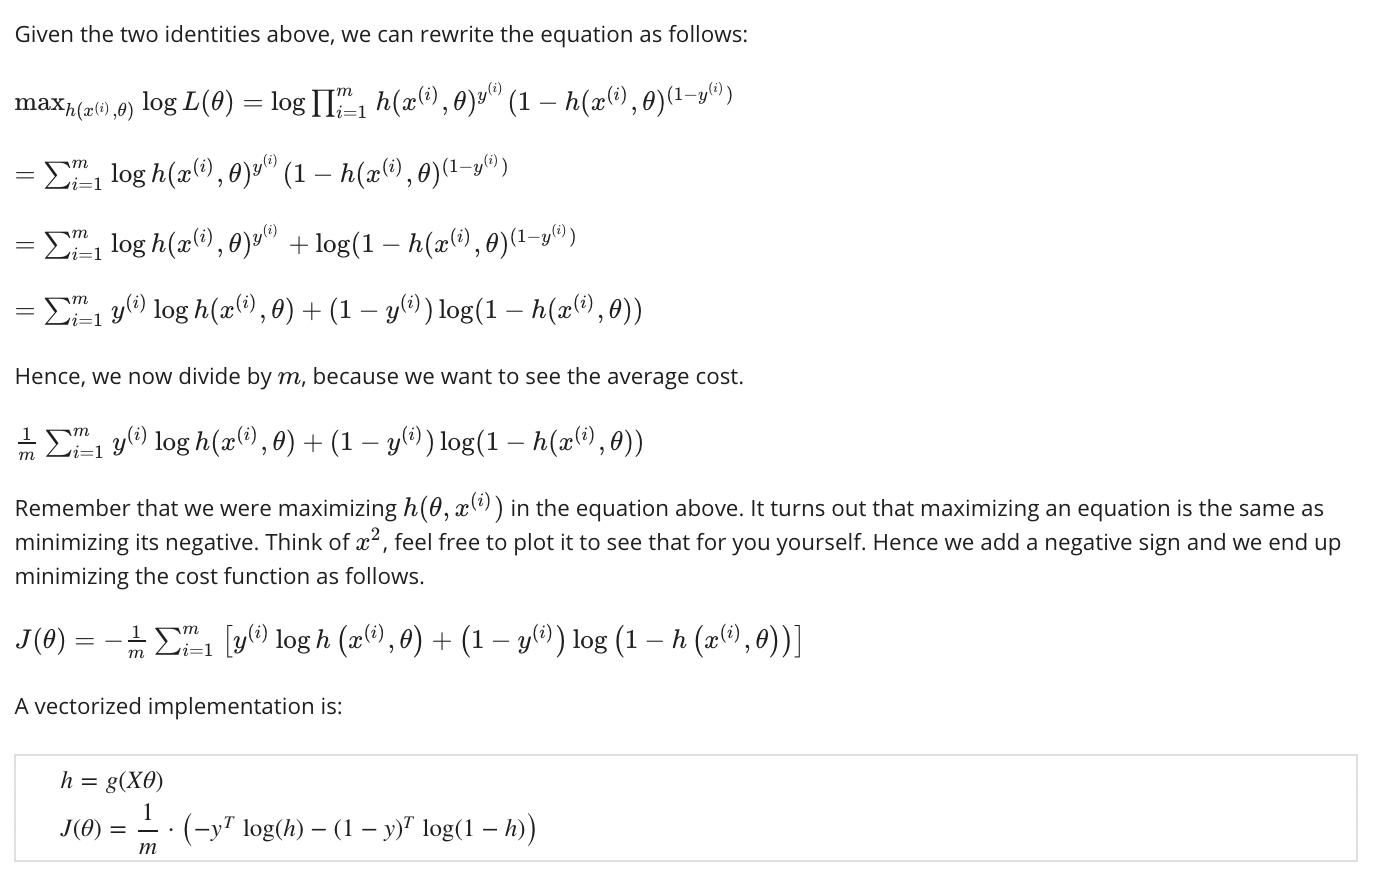 Given the two identities above, we can rewrite the equation as follows:
max_{h(x^{(i)},θ)} log L(θ) = log ∏_{i=1}^{m} h(x^{(i)}, θ)^{y^{(i)}} (1 − h(x^{(i)}, θ)^{(1−y^{(i)})}
= ∑_{i=1}^{m} log h(x^{(i)}, θ)^{y^{(i)}} (1 − h(x^{(i)}, θ)^{(1−y^{(i)})}
= ∑_{i=1}^{m} log h(x^{(i)}, θ)^{y^{(i)}} + log(1 − h(x^{(i)}, θ)^{(1−y^{(i)})}
= ∑_{i=1}^{m} y^{(i)} log h(x^{(i)}, θ) + (1 − y^{(i)}) log(1 − h(x^{(i)}, θ))
Hence, we now divide by m, because we want to see the average cost.
\frac{1}{m} ∑_{i=1}^{m} y^{(i)} log h(x^{(i)}, θ) + (1 − y^{(i)}) log(1 − h(x^{(i)}, θ))
Remember that we were maximizing h(θ, x^{(i)}) in the equation above. It turns out that maximizing an equation is the same as
minimizing its negative. Think of x^2, feel free to plot it to see that for you yourself. Hence we add a negative sign and we end up
minimizing the cost function as follows.
J(θ) = −\frac{1}{m} ∑_{i=1}^{m} [y^{(i)} log h (x^{(i)}, θ) + (1 − y^{(i)}) log (1 − h (x^{(i)}, θ))]
A vectorized implementation is:
h = g(Xθ)
J(θ) = \frac{1}{m} · (−y^T log(h) − (1 − y)^T log(1 − h))